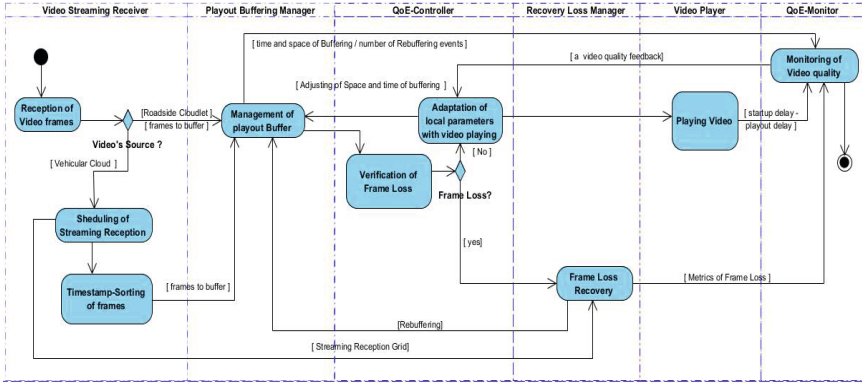 Video Streaming Receiver
Playout Buffering Manager
QoE-Controller
Recovery Loss Manager
Video Player
QoE-Monitor
[ time and space of Buffering / number of Rebuffering events]
[ a video quality feedback]
Monitoring of
Video quality
[ Adjusting of Space and time of buffering ]
Reception of
Video frames
[Roadside Cloudlet]
[ frames to buffer]
Management of
playout Buffer
Adaptation of
local parameters
with video playing
Playing Video
[ startup delay -
playout delay ]
Video's Source ?
[ No ]
[ Vehicular Cloud ]
Verification of
Frame Loss
Frame Loss?
Sheduling of
Streaming Reception
[ yes]
Timestamp-Sorting
of frames
[ frames to buffer ]
Frame Loss
Recovery
[ Metrics of Frame Loss ]
[Rebuffering]
[ Streaming Reception Grid]